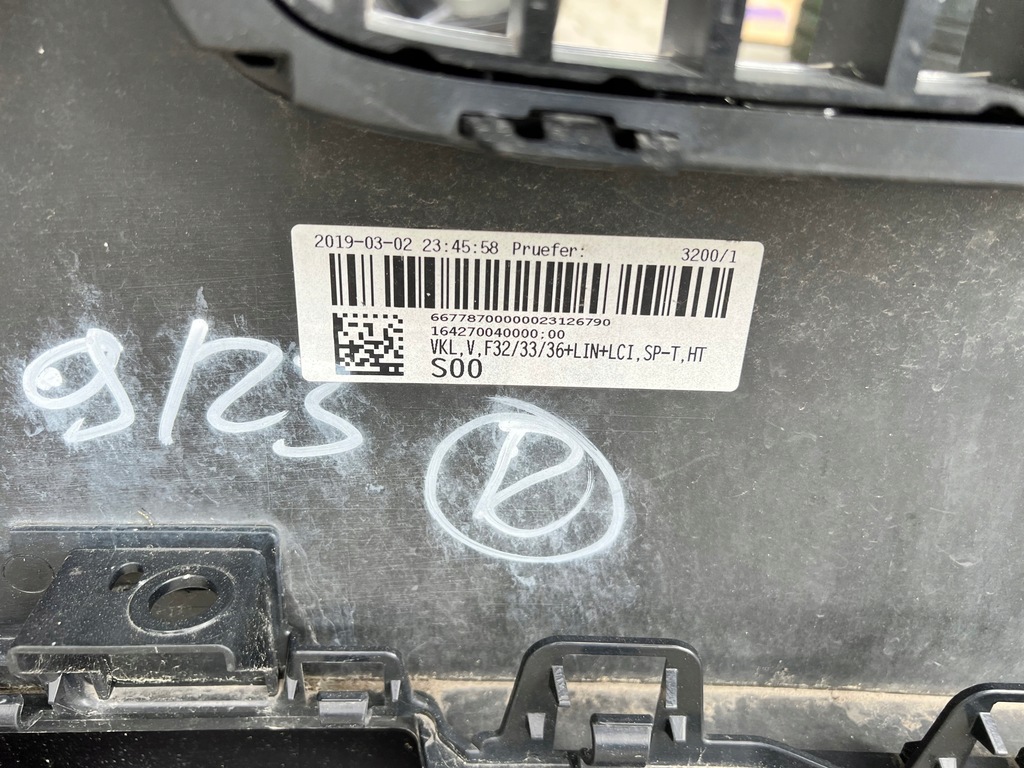 2019-03-02 23:45:58 Pruefer: 3200/1
66778700000023126790
164270040000;00
VKL,V,F32/33/36+LIN+LCI,SP-T,HT
S00